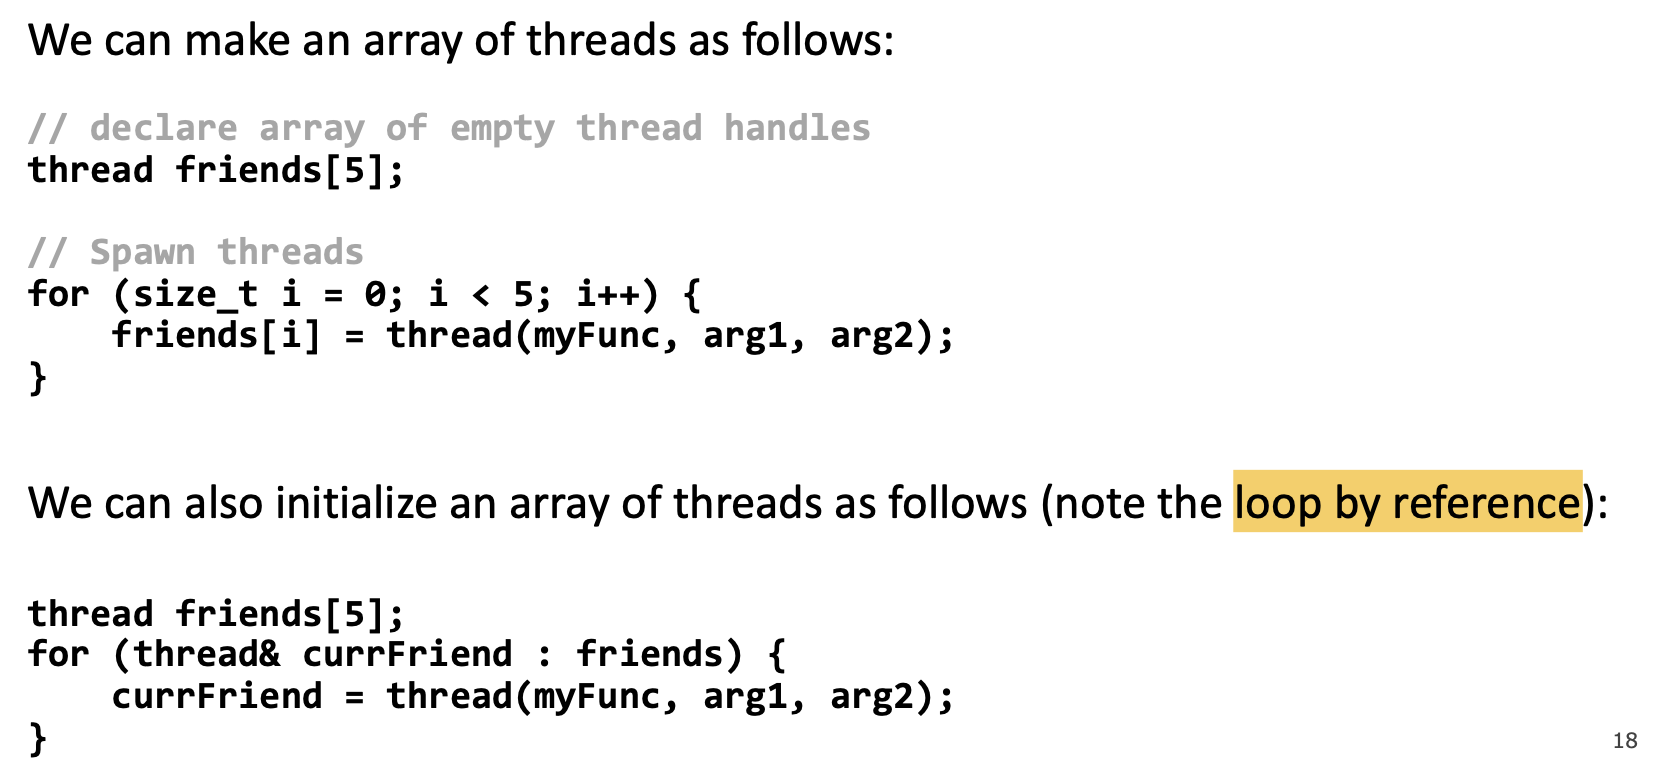 We can make an array of threads as follows:
// declare array of empty thread handles
thread friends[5];
// Spawn threads
for (size_t i = 0; i < 5; i++) {
    friends[i] = thread(myFunc, arg1, arg2);
}
We can also initialize an array of threads as follows (note the loop by reference):
thread friends[5];
for (thread& currFriend : friends) {
    currFriend = thread(myFunc, arg1, arg2);
}
18